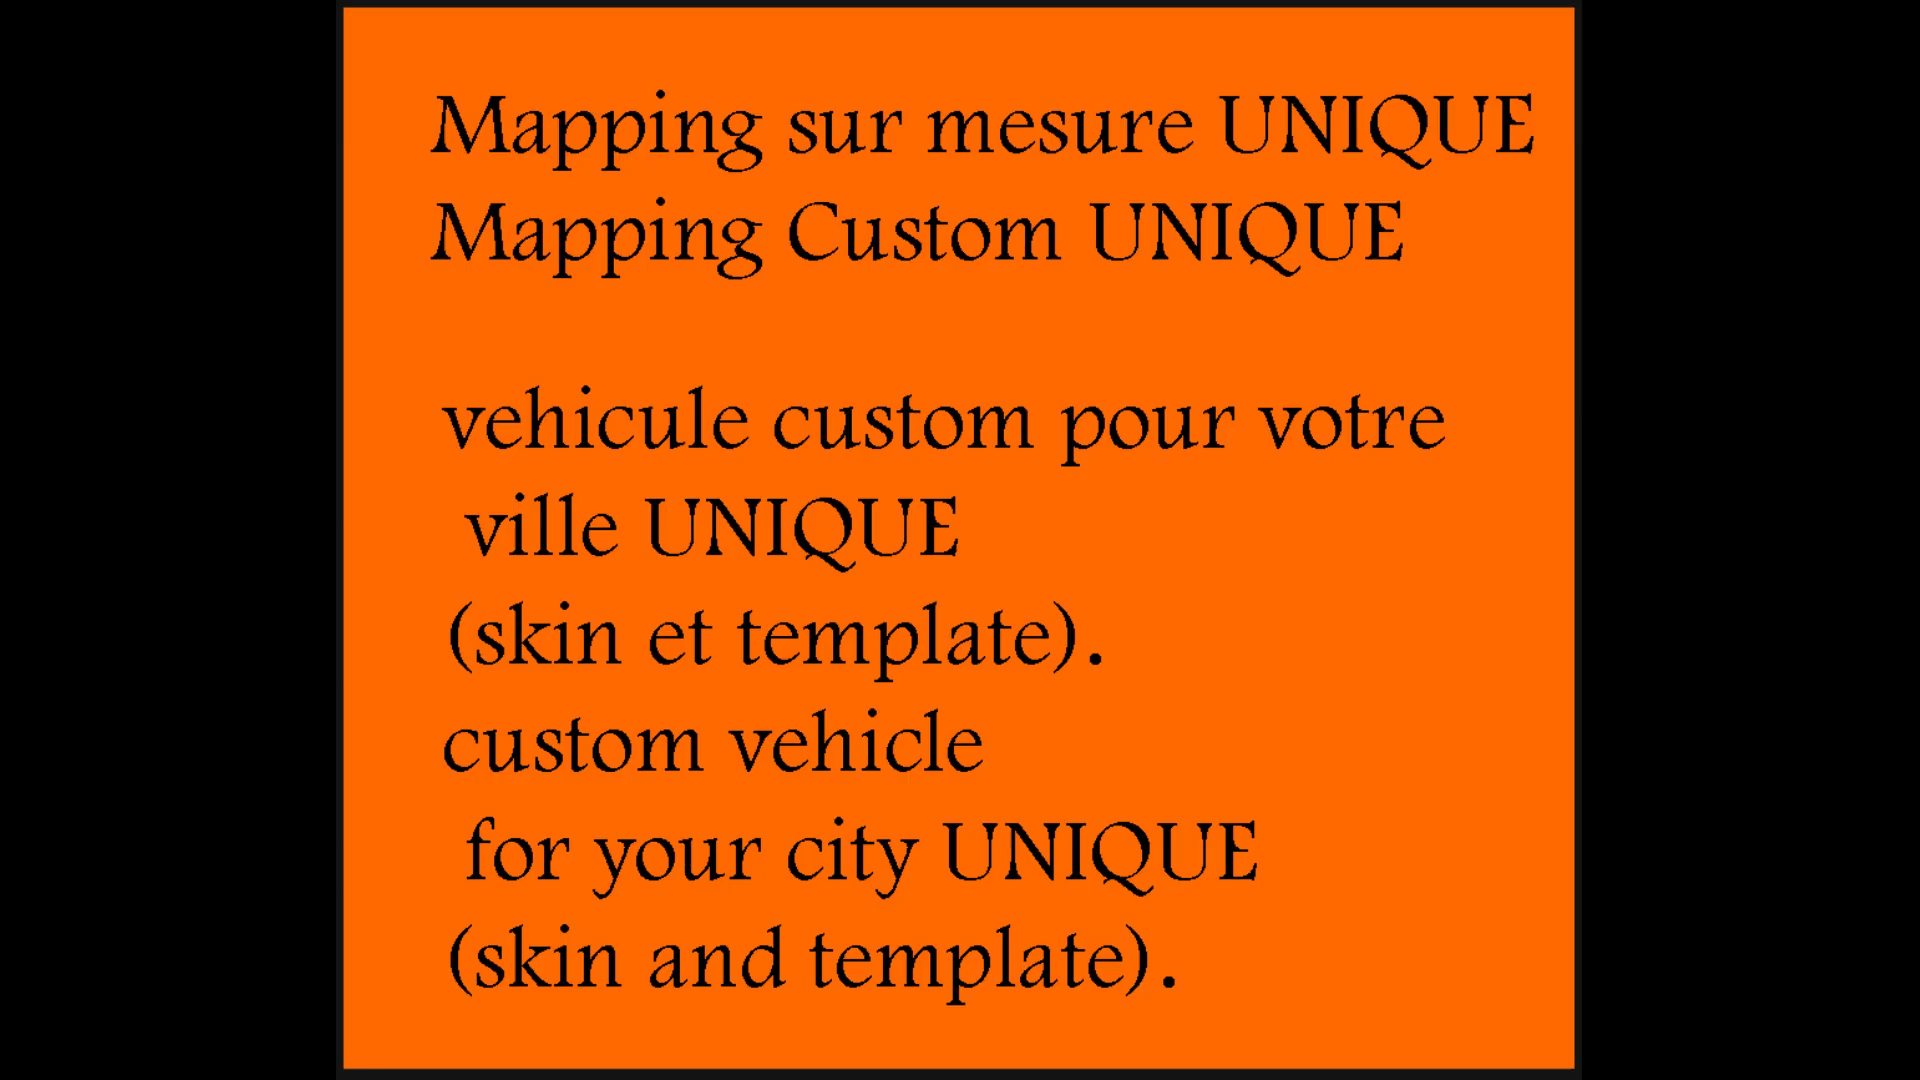 Mapping sur mesure UNIQUE
Mapping Custom UNIQUE
vehicule custom pour votre
ville UNIQUE
(skin et template).
custom vehicle
for your city UNIQUE
(skin and template).